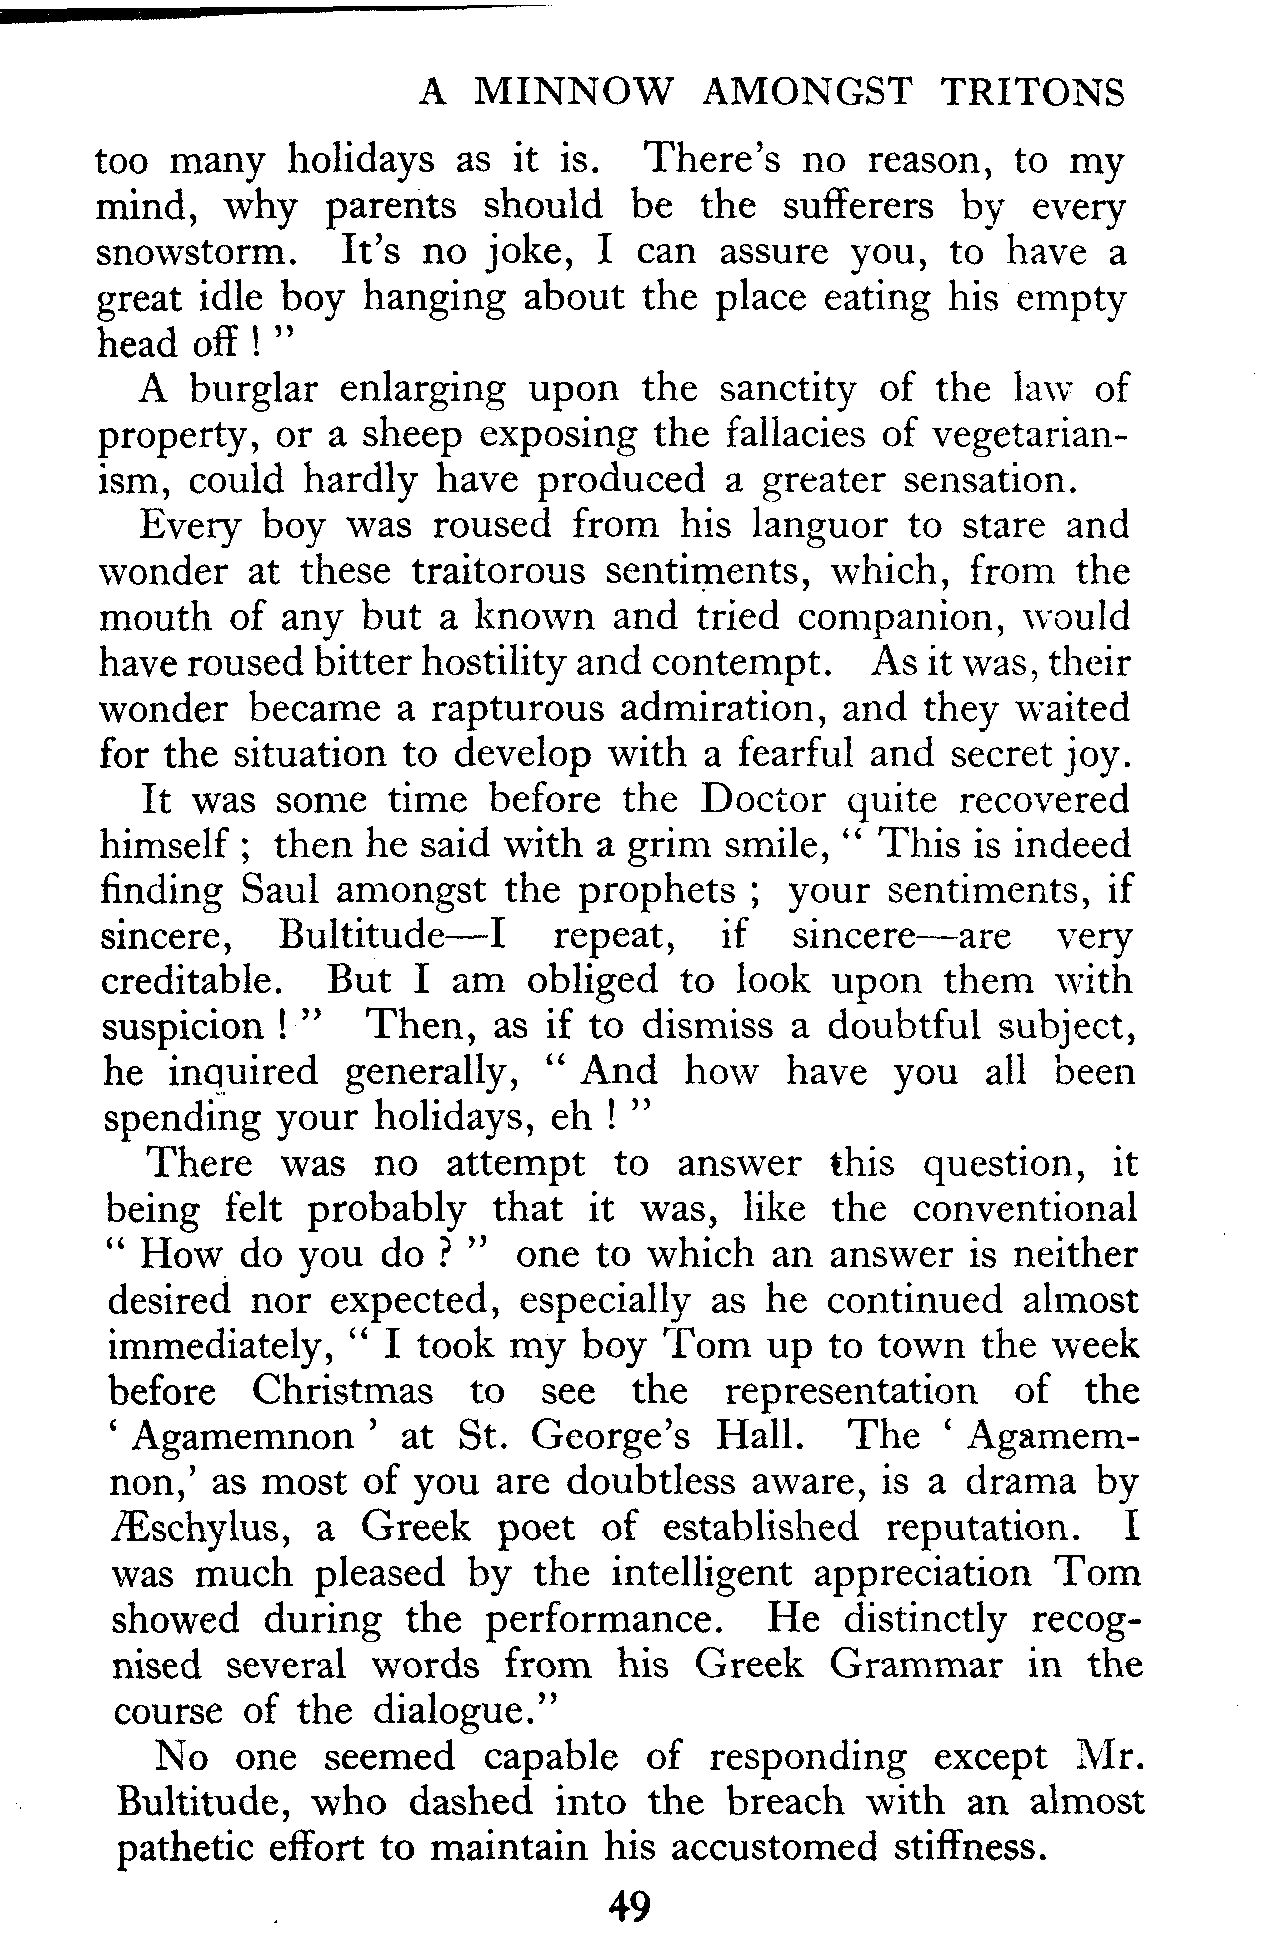 A MINNOW AMONGST TRITONS
too many holidays as it is. There's no reason, to my
mind, why parents should be the sufferers by every
snowstorm. It's no joke, I can assure you, to have a
great idle boy hanging about the place eating his empty
head off ! "
A burglar enlarging upon the sanctity of the law of
property, or a sheep exposing the fallacies of vegetarian-
ism, could hardly have produced a greater sensation.
Every boy was roused from his languor to stare and
wonder at these traitorous sentiments, which, from the
mouth of any but a known and tried companion, would
have roused bitter hostility and contempt. As it was, their
wonder became a rapturous admiration, and they waited
for the situation to develop with a fearful and secret joy.
It was some time before the Doctor quite recovered
himself ; then he said with a grim smile, " This is indeed
finding Saul amongst the prophets ; your sentiments, if
sincere, Bultitude—I repeat, if sincere—are very
creditable. But I am obliged to look upon them with
suspicion ! " Then, as if to dismiss a doubtful subject,
he inquired generally, " And how have you all been
spending your holidays, eh ! "
There was no attempt to answer this question, it
being felt probably that it was, like the conventional
" How do you do ? " one to which an answer is neither
desired nor expected, especially as he continued almost
immediately, " I took my boy Tom up to town the week
before Christmas to see the representation of the
' Agamemnon ' at St. George's Hall. The ' Agamem-
non,' as most of you are doubtless aware, is a drama by
Æschylus, a Greek poet of established reputation. I
was much pleased by the intelligent appreciation Tom
showed during the performance. He distinctly recog-
nised several words from his Greek Grammar in the
course of the dialogue."
No one seemed capable of responding except Mr.
Bultitude, who dashed into the breach with an almost
pathetic effort to maintain his accustomed stiffness.
49